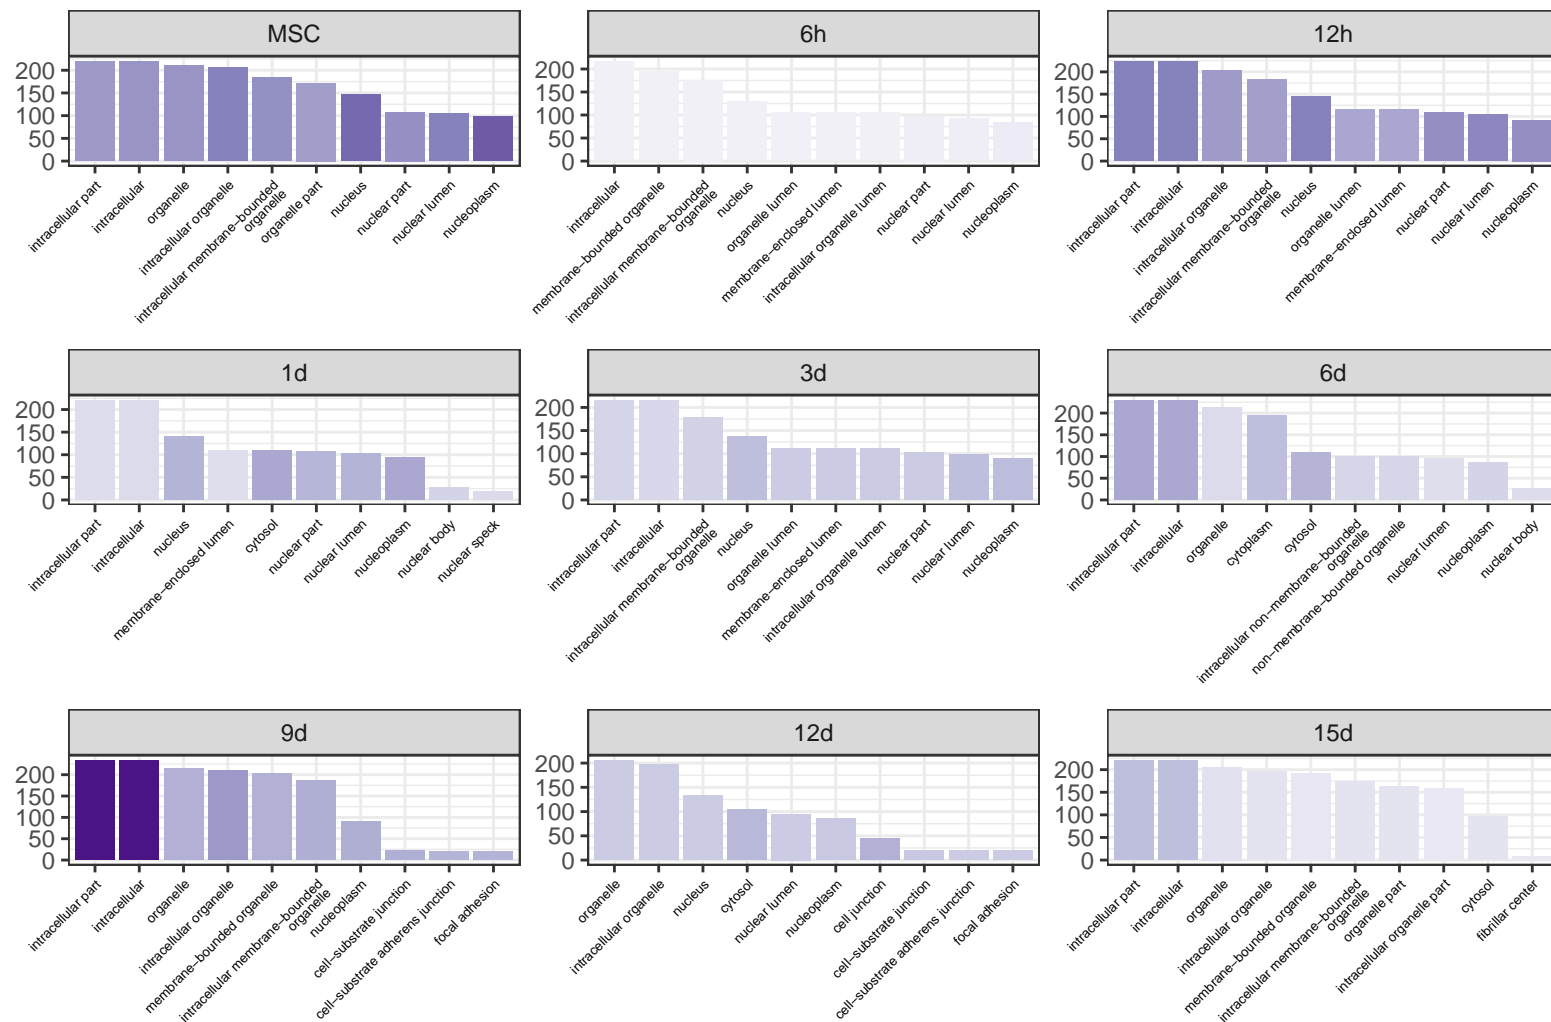 MSC
200
150
100
50
0
intracellular part
intracellular
organelle
intracellular organelle
intracellular membrane−bounded
organelle
organelle part
nucleus
nuclear part
nuclear lumen
nucleoplasm
6h
200
150
100
50
0
intracellular
membrane−bounded organelle
intracellular membrane−bounded
organelle
nucleus
organelle lumen
membrane−enclosed lumen
intracellular organelle lumen
nuclear part
nuclear lumen
nucleoplasm
12h
200
150
100
50
0
intracellular part
intracellular
intracellular organelle
intracellular membrane−bounded
organelle
nucleus
organelle lumen
membrane−enclosed lumen
nuclear part
nuclear lumen
nucleoplasm
1d
200
150
100
50
0
intracellular part
intracellular
nucleus
membrane−enclosed lumen
cytosol
nuclear part
nuclear lumen
nucleoplasm
nuclear body
nuclear speck
3d
200
150
100
50
0
intracellular part
intracellular
intracellular membrane−bounded
organelle
nucleus
organelle lumen
membrane−enclosed lumen
intracellular organelle lumen
nuclear part
nuclear lumen
nucleoplasm
6d
200
150
100
50
0
intracellular part
intracellular
organelle
cytoplasm
cytosol
intracellular non−membrane−bounded
organelle
non−membrane−bounded organelle
nuclear lumen
nucleoplasm
nuclear body
9d
200
150
100
50
0
intracellular part
intracellular
organelle
intracellular organelle
membrane−bounded organelle
intracellular membrane−bounded
organelle
nucleoplasm
cell−substrate junction
cell−substrate adherens junction
focal adhesion
12d
200
150
100
50
0
organelle
intracellular organelle
nucleus
cytosol
nuclear lumen
nucleoplasm
cell junction
cell−substrate junction
cell−substrate adherens junction
focal adhesion
15d
200
150
100
50
0
intracellular part
intracellular
organelle
intracellular organelle
membrane−bounded organelle
intracellular membrane−bounded
organelle
organelle part
intracellular organelle part
cytosol
fibrillar center